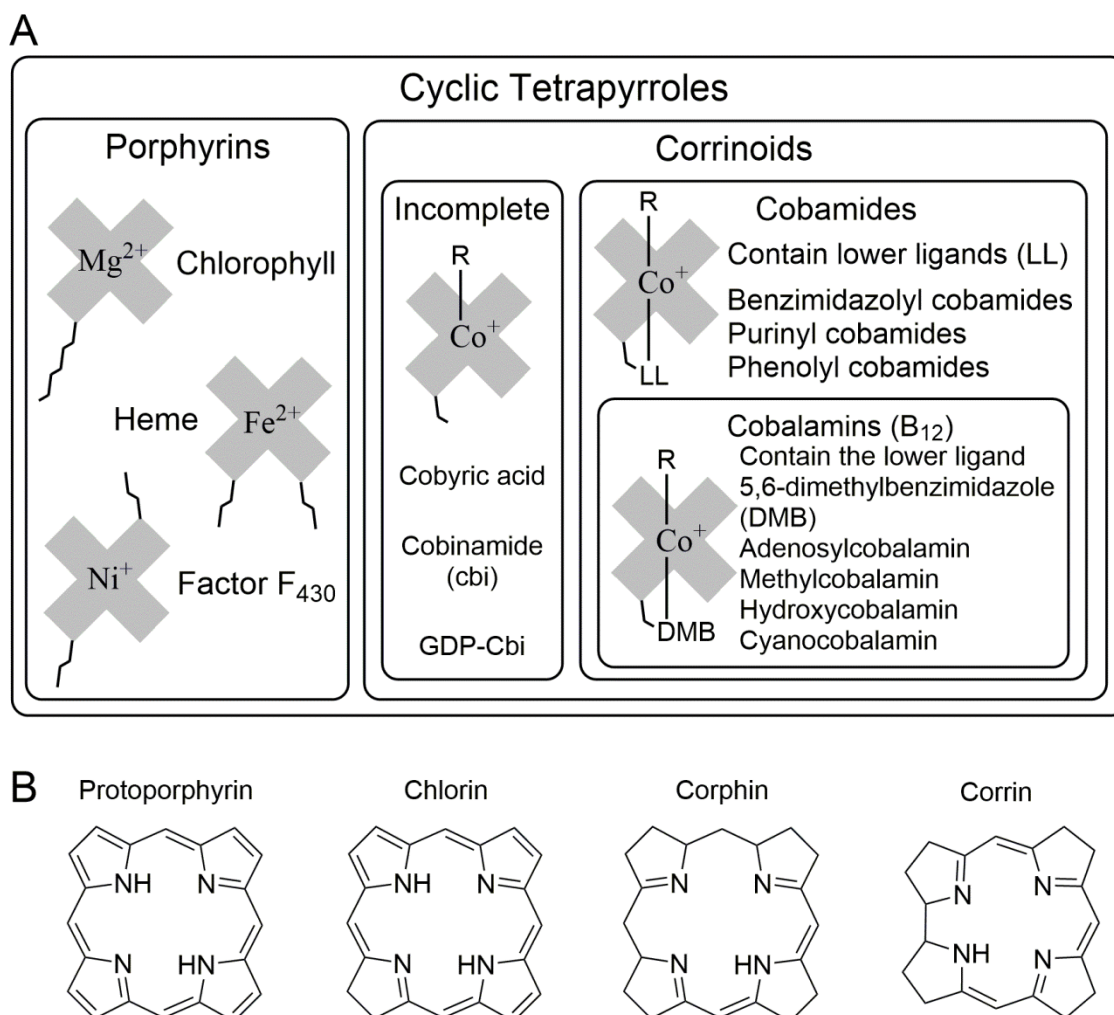 A
Cyclic Tetrapyrroles
Porphyrins
Mg2+
Chlorophyll
Heme
Fe2+
Ni+
Factor F430
Corrinoids
Incomplete
R
Co+
Cobyric acid
Cobinamide
(cbi)
GDP-Cbi
R
Co+
LL
Cobamides
Contain lower ligands (LL)
Benzimidazolyl cobamides
Purinyl cobamides
Phenolyl cobamides
Cobalamins (B12)
R
Co+
DMB
Contain the lower ligand
5,6-dimethylbenzimidazole
(DMB)
Adenosylcobalamin
Methylcobalamin
Hydroxycobalamin
Cyanocobalamin
B
Protoporphyrin
NH N
N HN
Chlorin
NH N
N HN
Corphin
N N
N HN
Corrin
N N
NH N